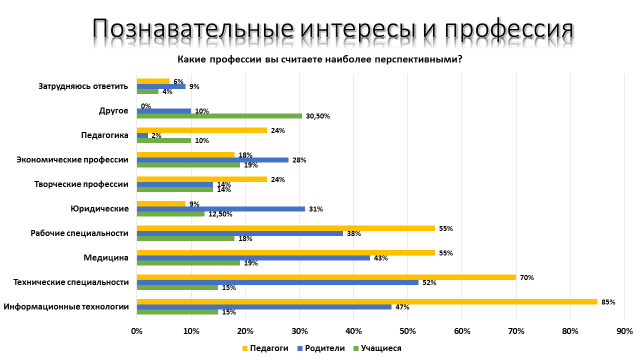 Познавательные интересы и профессия
Какие профессии вы считаете наиболее перспективными?
Затрудняюсь ответить
6%
9%
4%
Другое
0%
10%
30,50%
Педагогика
24%
2%
10%
Экономические профессии
18%
28%
19%
Творческие профессии
24%
14%
14%
Юридические
9%
31%
12,50%
Рабочие специальности
55%
38%
18%
Медицина
55%
43%
19%
Технические специальности
70%
52%
15%
Информационные технологии
85%
47%
15%
0% 10% 20% 30% 40% 50% 60% 70% 80% 90%
Педагоги Родители Учащиеся